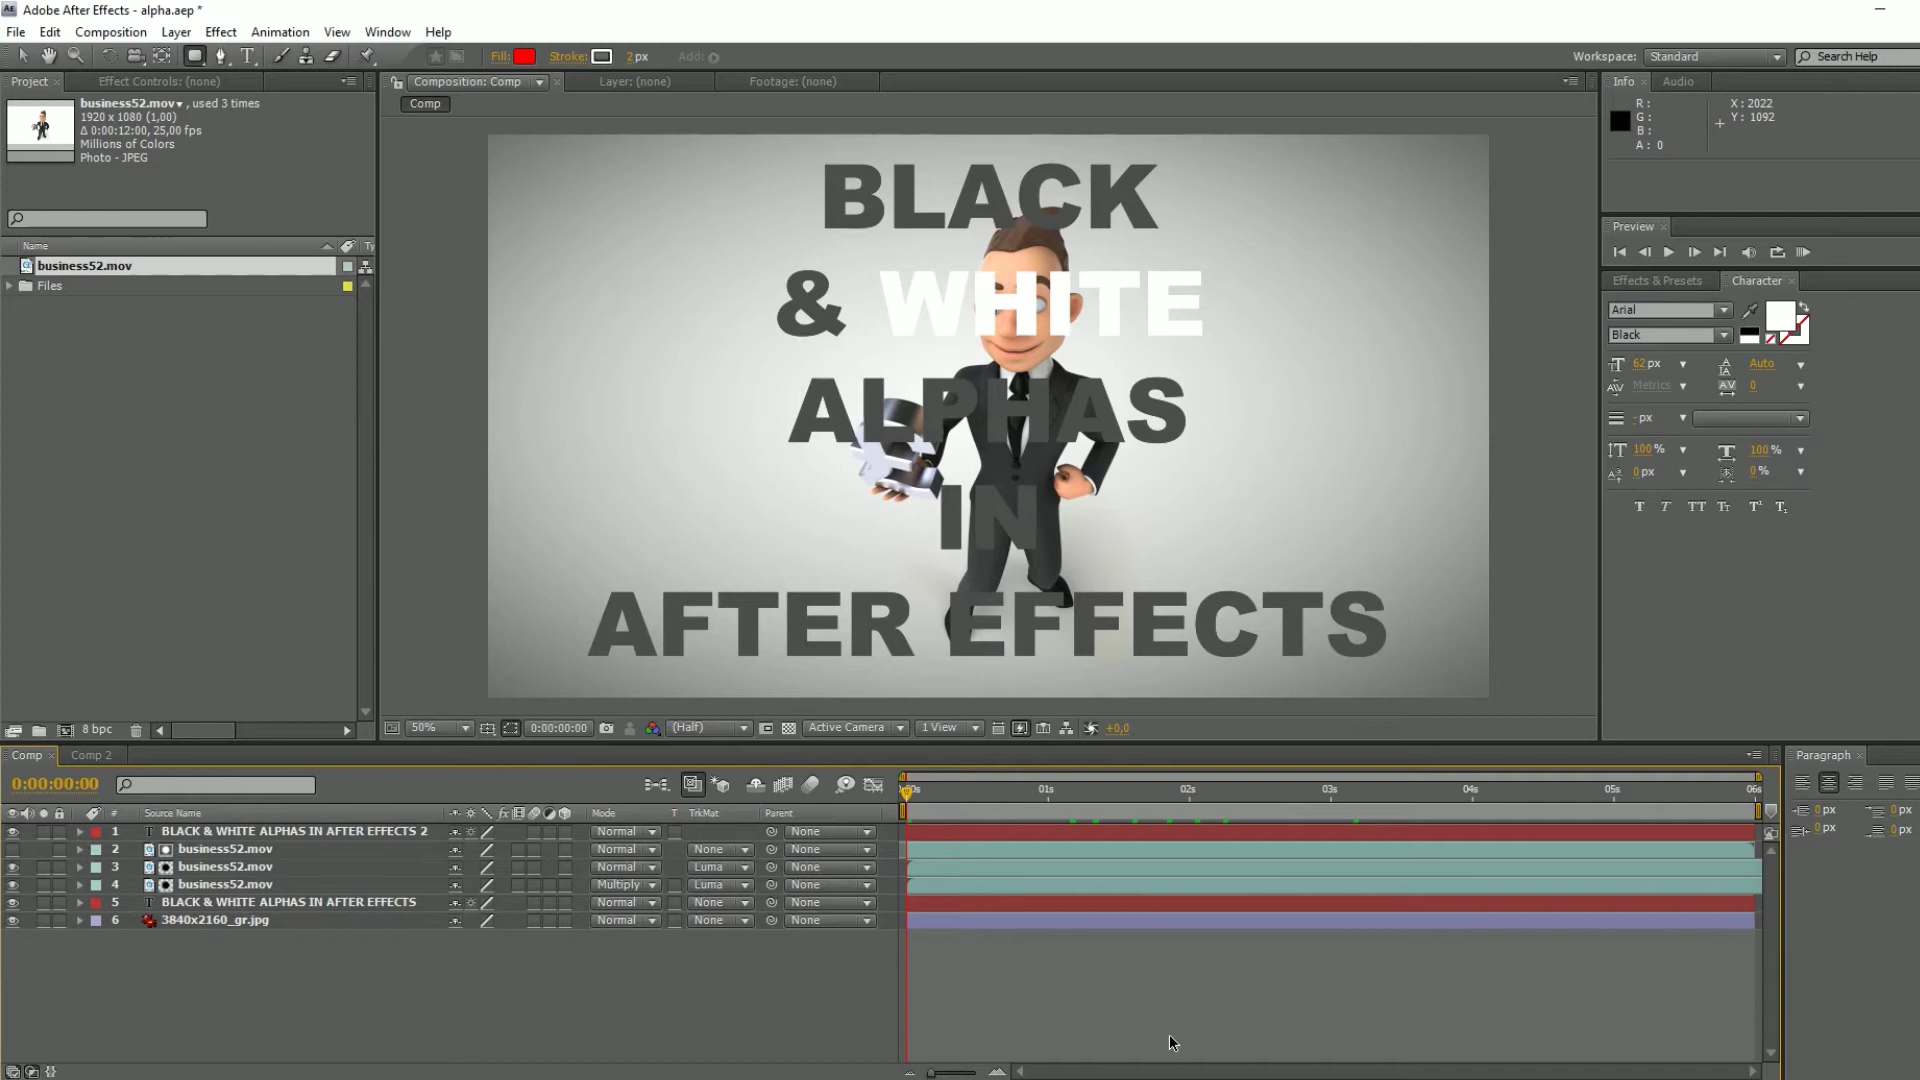 Adobe After Effects - alpha.aep *
File Edit Composition Layer Effect Animation View Window Help
Fill: Stroke: 2 px Add:
Workspace: Standard Search Help
Project Effect Controls: (none)
Composition: Comp Layer: (none) Footage: (none)
Info Audio
business52.mov , used 3 times
1920 x 1080 (1,00)
Δ 0:00:12:00, 25,00 fps
Millions of Colors
Photo - JPEG
Comp
R: X: 2022
G: Y: 1092
B:
A: 0
Name Ty
business52.mov
Files
BLACK
& WHITE
ALPHAS
IN
AFTER EFFECTS
Preview
Effects & Presets Character
Arial
Black
62 px Auto
Metrics 0
- px
100 % 100 %
0 px 0 %
T T TT Tr T¹ T₁
8 bpc
50% 0:00:00:00 (Half) Active Camera 1 View +0,0
Comp Comp 2
Paragraph
0:00:00:00
01s 02s 03s 04s 05s 06s
0 px 0 px
0 px 0 px
# Source Name Mode T TrkMat Parent
1 BLACK & WHITE ALPHAS IN AFTER EFFECTS 2 Normal None
2 business52.mov Normal None None
3 business52.mov Normal Luma None
4 business52.mov Multiply Luma None
5 BLACK & WHITE ALPHAS IN AFTER EFFECTS Normal None None
6 3840x2160_gr.jpg Normal None None